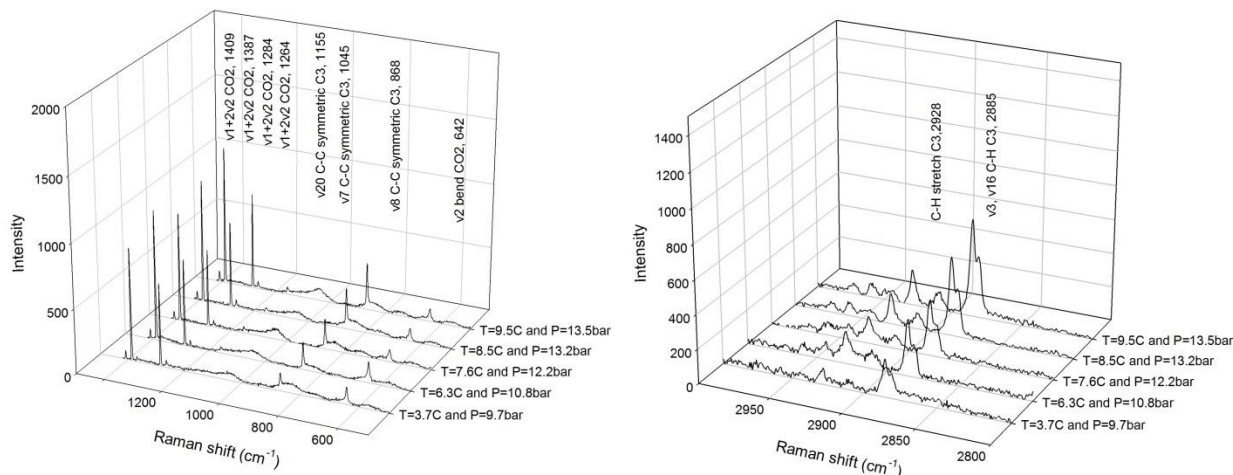 2000
1500
1000
500
0
Intensity
v1+2v2 CO2, 1409
v1+2v2 CO2, 1387
v1+2v2 CO2, 1284
v1+2v2 CO2, 1264
v20 C-C symmetric C3, 1155
v7 C-C symmetric C3, 1045
v8 C-C symmetric C3, 868
v2 bend CO2, 642
T=9.5C and P=13.5bar
T=8.5C and P=13.2bar
T=7.6C and P=12.2bar
T=6.3C and P=10.8bar
T=3.7C and P=9.7bar
1200
1000
800
600
Raman shift (cm⁻¹)
1400
1200
1000
800
600
400
200
0
Intensity
C-H stretch C3,2928
v3, v16 C-H C3, 2885
T=9.5C and P=13.5bar
T=8.5C and P=13.2bar
T=7.6C and P=12.2bar
T=6.3C and P=10.8bar
T=3.7C and P=9.7bar
2950
2900
2850
2800
Raman shift (cm⁻¹)